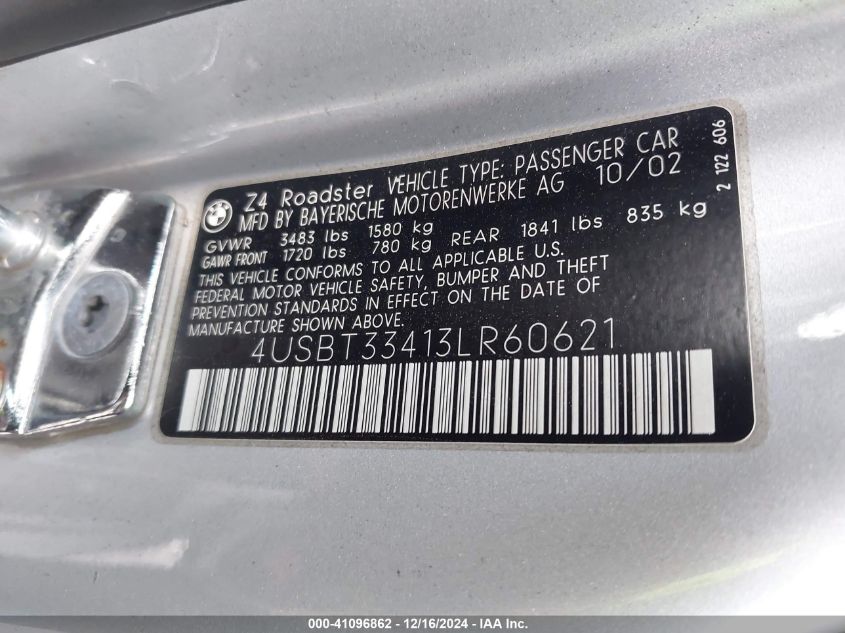 Z4 Roadster VEHICLE TYPE: PASSENGER CAR
MFD BY BAYERISCHE MOTORENWERKE AG 10/02
GVWR 3483 lbs 1580 kg
GAWR FRONT 1720 lbs 780 kg REAR 1841 lbs 835 kg
THIS VEHICLE CONFORMS TO ALL APPLICABLE U.S.
FEDERAL MOTOR VEHICLE SAFETY, BUMPER AND THEFT
PREVENTION STANDARDS IN EFFECT ON THE DATE OF
MANUFACTURE SHOWN ABOVE.
4USBT33413LR60621
2 122 606
000-41096862 - 12/16/2024 - IAA Inc.